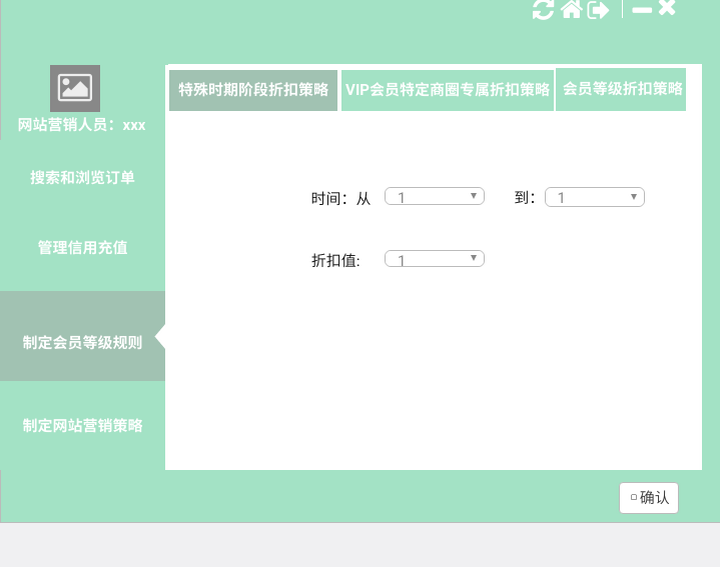 网站营销人员：xxx
搜索和浏览订单
管理信用充值
制定会员等级规则
制定网站营销策略
特殊时期阶段折扣策略
VIP会员特定商圈专属折扣策略
会员等级折扣策略
时间：从 1 到： 1
折扣值: 1
确认